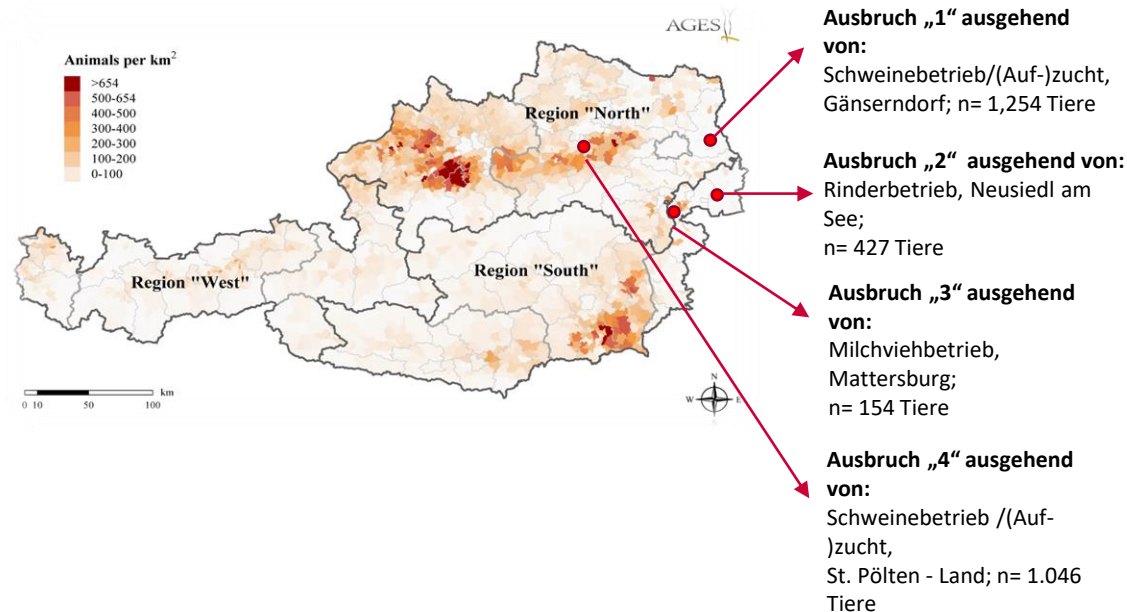 AGES
Animals per km²
>654
500-654
400-500
300-400
200-300
100-200
0-100
Region "North"
Region "West"
Region "South"
0 10 50 100 km
N
W E
S
Ausbruch „1“ ausgehend
von:
Schweinebetrieb/(Auf-)zucht,
Gänserndorf; n= 1,254 Tiere
Ausbruch „2“ ausgehend von:
Rinderbetrieb, Neusiedl am
See;
n= 427 Tiere
Ausbruch „3“ ausgehend
von:
Milchviehbetrieb,
Mattersburg;
n= 154 Tiere
Ausbruch „4“ ausgehend
von:
Schweinebetrieb /(Auf-
)zucht,
St. Pölten - Land; n= 1.046
Tiere